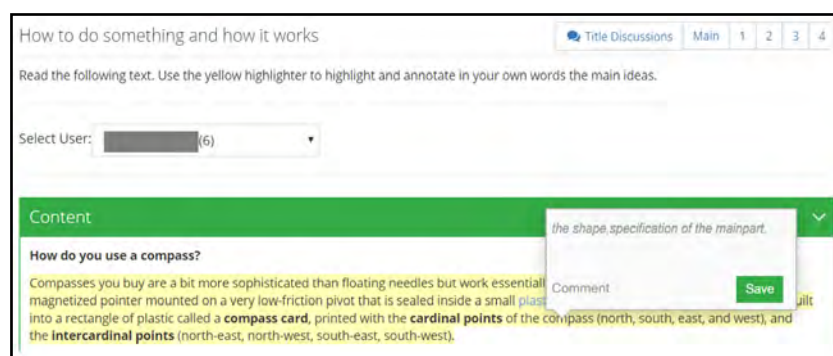 How to do something and how it works
Title Discussions Main 1 2 3 4
Read the following text. Use the yellow highlighter to highlight and annotate in your own words the main ideas.
Select User: (6)
Content
the shape,specification of the mainpart.
Comment
Save
How do you use a compass?
Compasses you buy are a bit more sophisticated than floating needles but work essentiall
magnetized pointer mounted on a very low-friction pivot that is sealed inside a small plast uilt
into a rectangle of plastic called a compass card, printed with the cardinal points of the compass (north, south, east, and west), and
the intercardinal points (north-east, north-west, south-east, south-west).